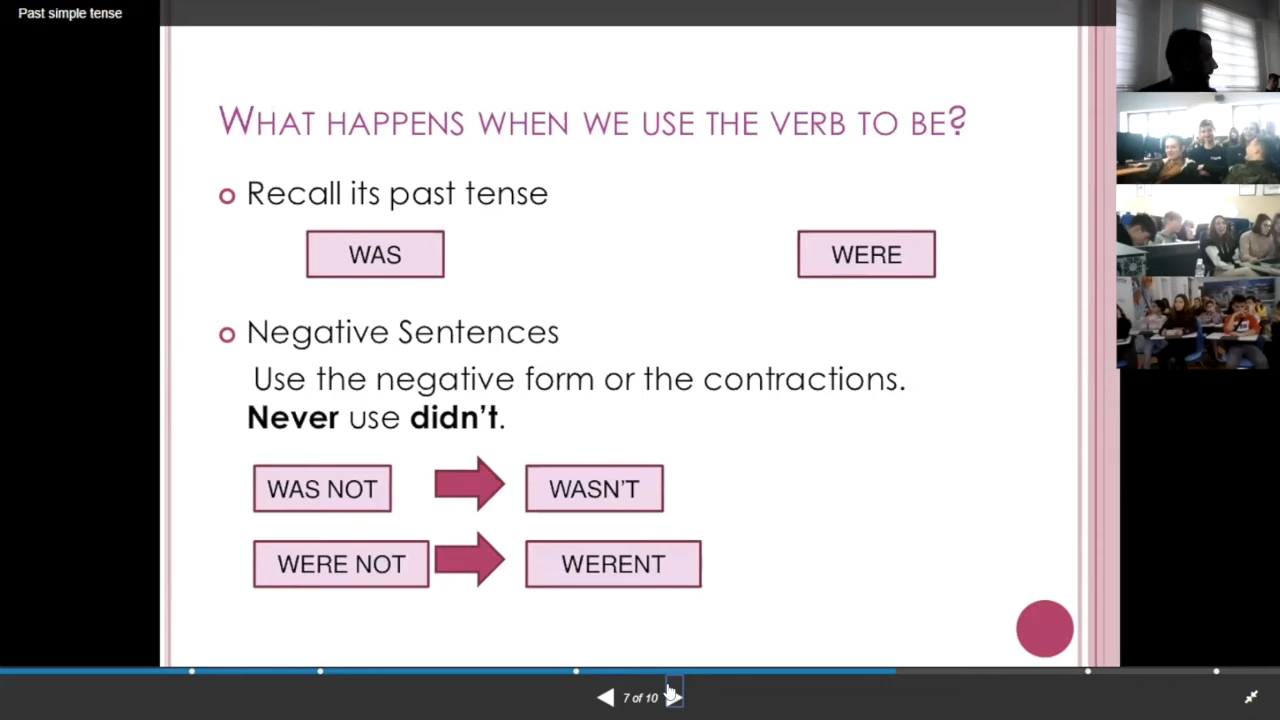 Past simple tense
WHAT HAPPENS WHEN WE USE THE VERB TO BE?
Recall its past tense
WAS
WERE
Negative Sentences
Use the negative form or the contractions.
Never use didn't.
WAS NOT
WASN'T
WERE NOT
WERENT
7 of 10